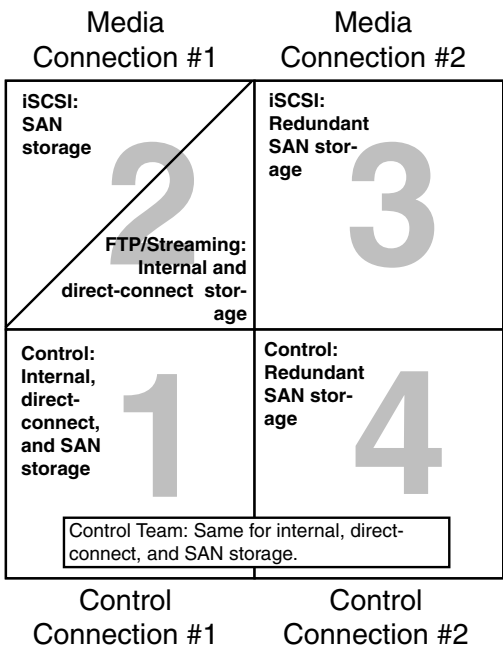 Media
Connection #1
Media
Connection #2
iSCSI:
SAN
storage
2
FTP/Streaming:
Internal and
direct-connect stor-
age
iSCSI:
Redundant
SAN stor-
age
3
Control:
Internal,
direct-
connect,
and SAN
storage
1
Control:
Redundant
SAN stor-
age
4
Control Team: Same for internal, direct-
connect, and SAN storage.
Control
Connection #1
Control
Connection #2